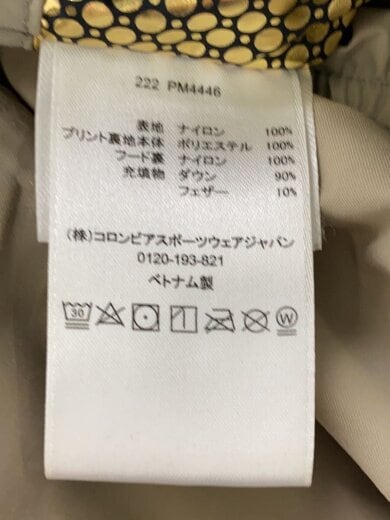 222 PM4446
表地 ナイロン 100%
プリント裏地本体 ポリエステル 100%
フード裏 ナイロン 100%
充填物 ダウン 90%
フェザー 10%
(株)コロンビアスポーツウェアジャパン
0120-193-821
ベトナム製
30 W